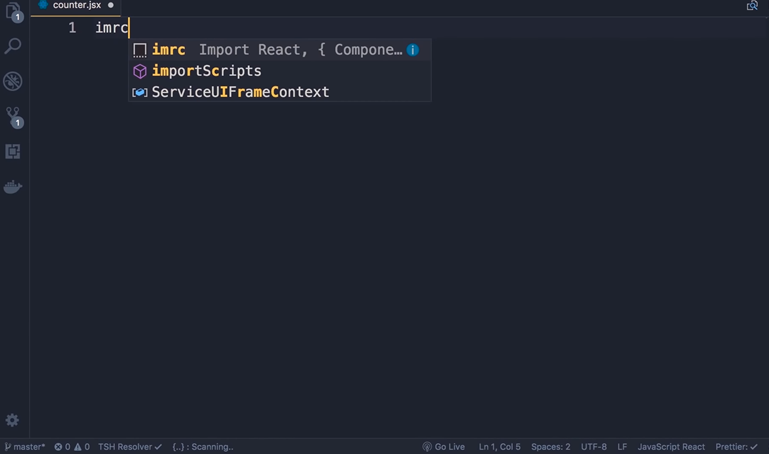 counter.jsx
1
1 imrc
imrc Import React, { Compone…
importScripts
ServiceUIFrameContext
1
master* 0 0 TSH Resolver {..} : Scanning.. Go Live Ln 1, Col 5 Spaces: 2 UTF-8 LF JavaScript React Prettier: